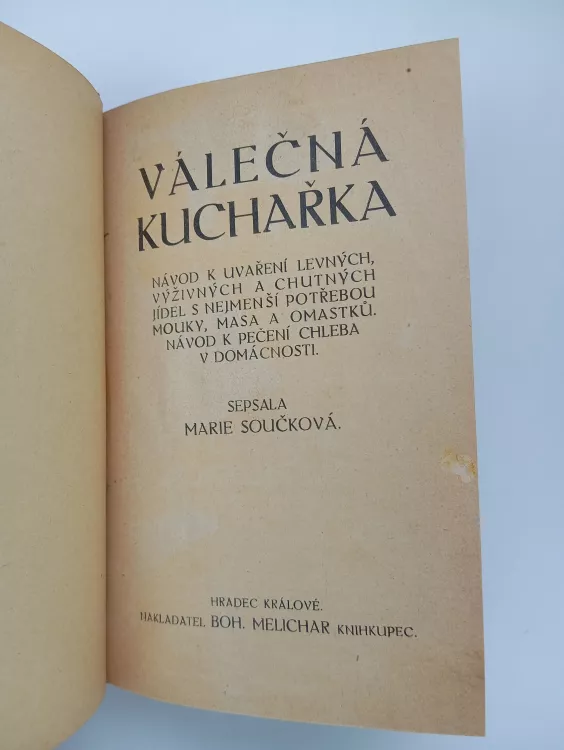 VÁLEČNÁ
KUCHAŘKA
NÁVOD K UVAŘENÍ LEVNÝCH,
VÝŽIVNÝCH A CHUTNÝCH
JÍDEL S NEJMENŠÍ POTŘEBOU
MOUKY, MASA A OMASTKŮ.
NÁVOD K PEČENÍ CHLEBA
V DOMÁCNOSTI.
SEPSALA
MARIE SOUČKOVÁ.
HRADEC KRÁLOVÉ.
NAKLADATEL BOH. MELICHAR KNIHKUPEC.